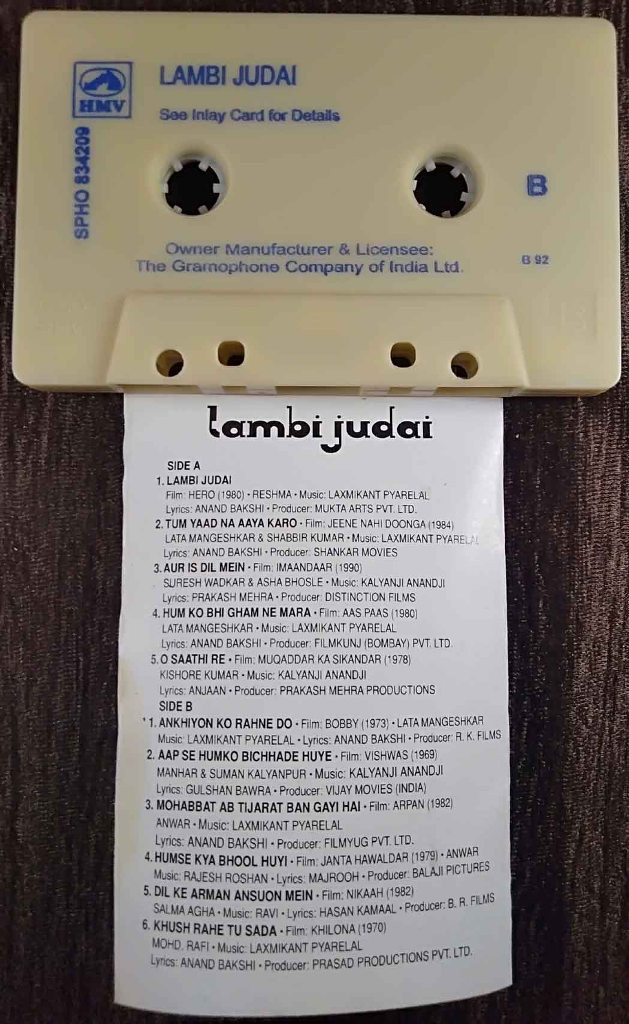 HMV
LAMBI JUDAI
See Inlay Card for Details
SPHO 834209
B
Owner Manufacturer & Licensee:
The Gramophone Company of India Ltd.
B 92
lambi judai
SIDE A
1. LAMBI JUDAI
Film: HERO (1980) • RESHMA • Music: LAXMIKANT PYARELAL
Lyrics: ANAND BAKSHI • Producer: MUKTA ARTS PVT. LTD.
2. TUM YAAD NA AAYA KARO • Film: JEENE NAHI DOONGA (1984)
LATA MANGESHKAR & SHABBIR KUMAR • Music: LAXMIKANT PYARELAL
Lyrics: ANAND BAKSHI • Producer: SHANKAR MOVIES
3. AUR IS DIL MEIN • Film: IMAANDAAR (1990)
SURESH WADKAR & ASHA BHOSLE • Music: KALYANJI ANANDJI
Lyrics: PRAKASH MEHRA • Producer: DISTINCTION FILMS
4. HUM KO BHI GHAM NE MARA • Film: AAS PAAS (1980)
LATA MANGESHKAR • Music: LAXMIKANT PYARELAL
Lyrics: ANAND BAKSHI • Producer: FILMKUNJ (BOMBAY) PVT. LTD.
5. O SAATHI RE • Film: MUQADDAR KA SIKANDAR (1978)
KISHORE KUMAR • Music: KALYANJI ANANDJI
Lyrics: ANJAAN • Producer: PRAKASH MEHRA PRODUCTIONS
SIDE B
1. ANKHIYON KO RAHNE DO • Film: BOBBY (1973) • LATA MANGESHKAR
Music: LAXMIKANT PYARELAL • Lyrics: ANAND BAKSHI • Producer: R. K. FILMS
2. AAP SE HUMKO BICHHADE HUYE • Film: VISHWAS (1969)
MANHAR & SUMAN KALYANPUR • Music: KALYANJI ANANDJI
Lyrics: GULSHAN BAWRA • Producer: VIJAY MOVIES (INDIA)
3. MOHABBAT AB TIJARAT BAN GAYI HAI • Film: ARPAN (1982)
ANWAR • Music: LAXMIKANT PYARELAL
Lyrics: ANAND BAKSHI • Producer: FILMYUG PVT. LTD.
4. HUMSE KYA BHOOL HUYI • Film: JANTA HAWALDAR (1979) • ANWAR
Music: RAJESH ROSHAN • Lyrics: MAJROOH • Producer: BALAJI PICTURES
5. DIL KE ARMAN ANSUON MEIN • Film: NIKAAH (1982)
SALMA AGHA • Music: RAVI • Lyrics: HASAN KAMAAL • Producer: B. R. FILMS
6. KHUSH RAHE TU SADA • Film: KHILONA (1970)
MOHD. RAFI • Music: LAXMIKANT PYARELAL
Lyrics: ANAND BAKSHI • Producer: PRASAD PRODUCTIONS PVT. LTD.